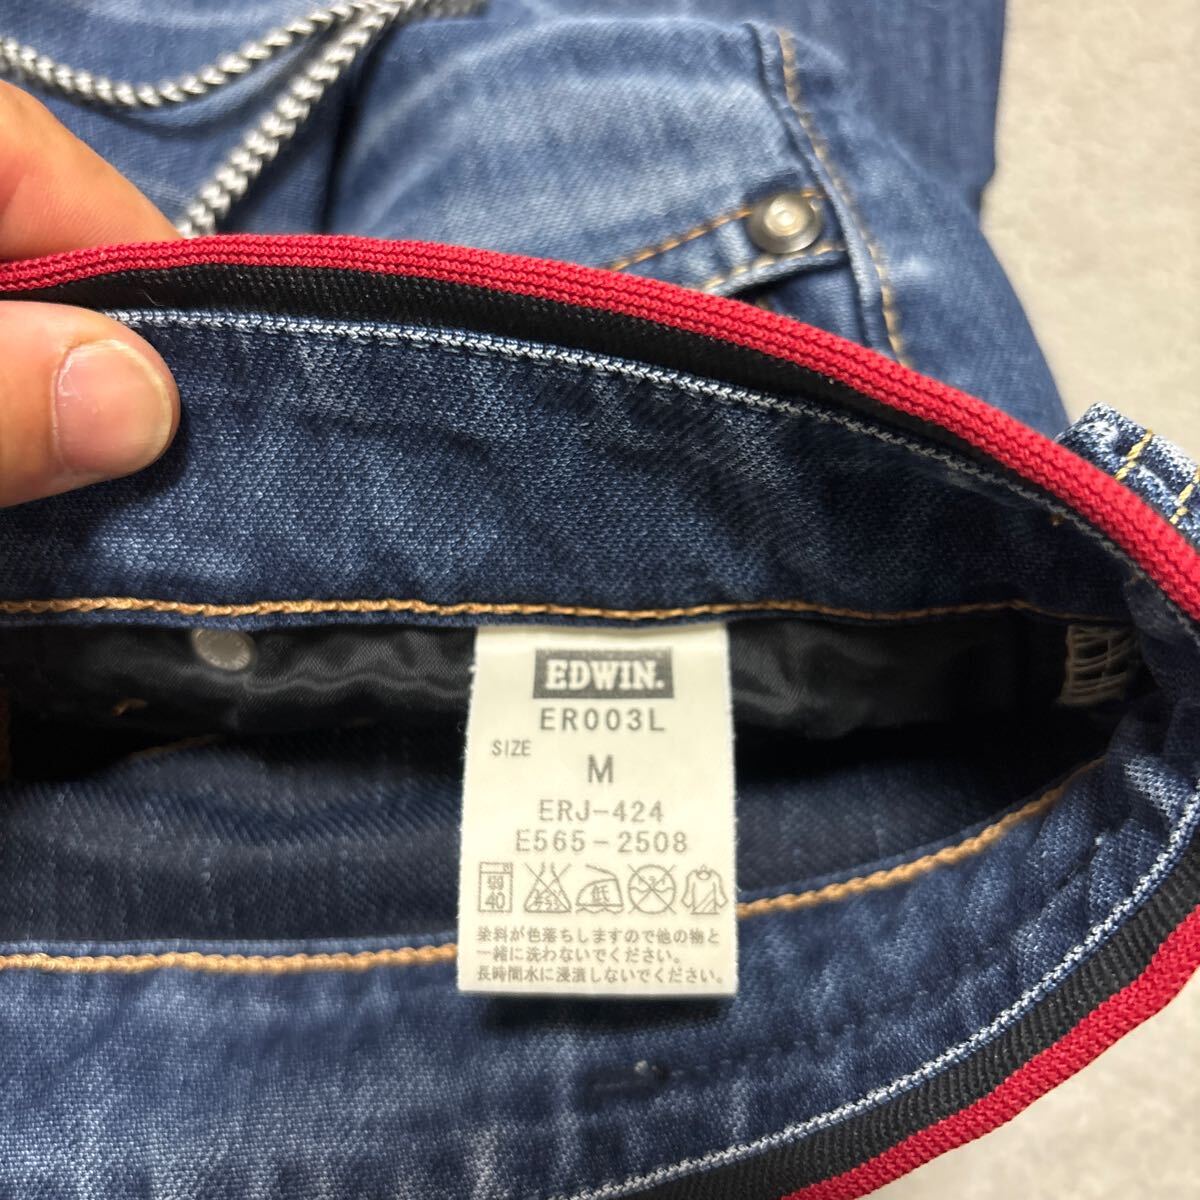 EDWIN.
ER003L
SIZE
M
ERJ-424
E565-2508
弱
40
低
染料が色落ちしますので他の物と
一緒に洗わないでください。
長時間水に浸漬しないでください。